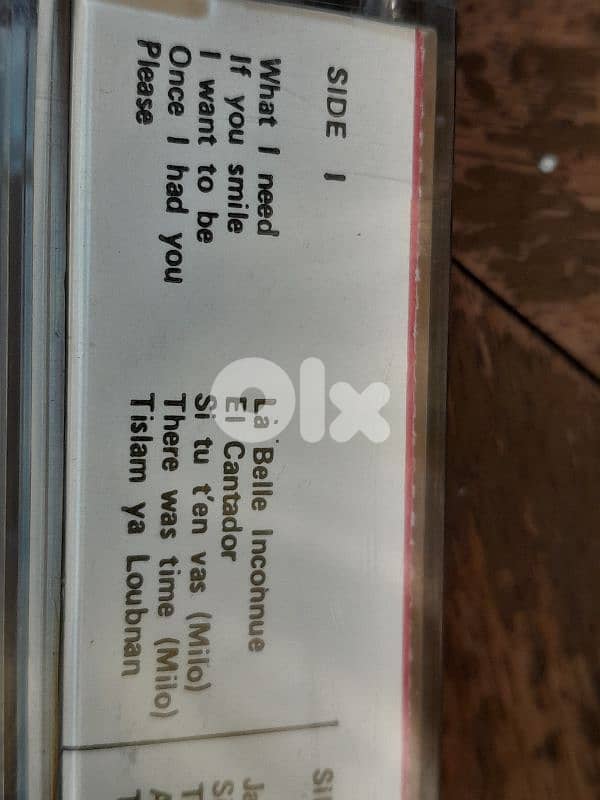 SIDE I
What I need
If you smile
I want to be
Once I had you
Please
La Belle Inconnue
El Cantador
Si tu t'en vas (Milo)
There was time (Milo)
Tislam ya Loubnan
olx